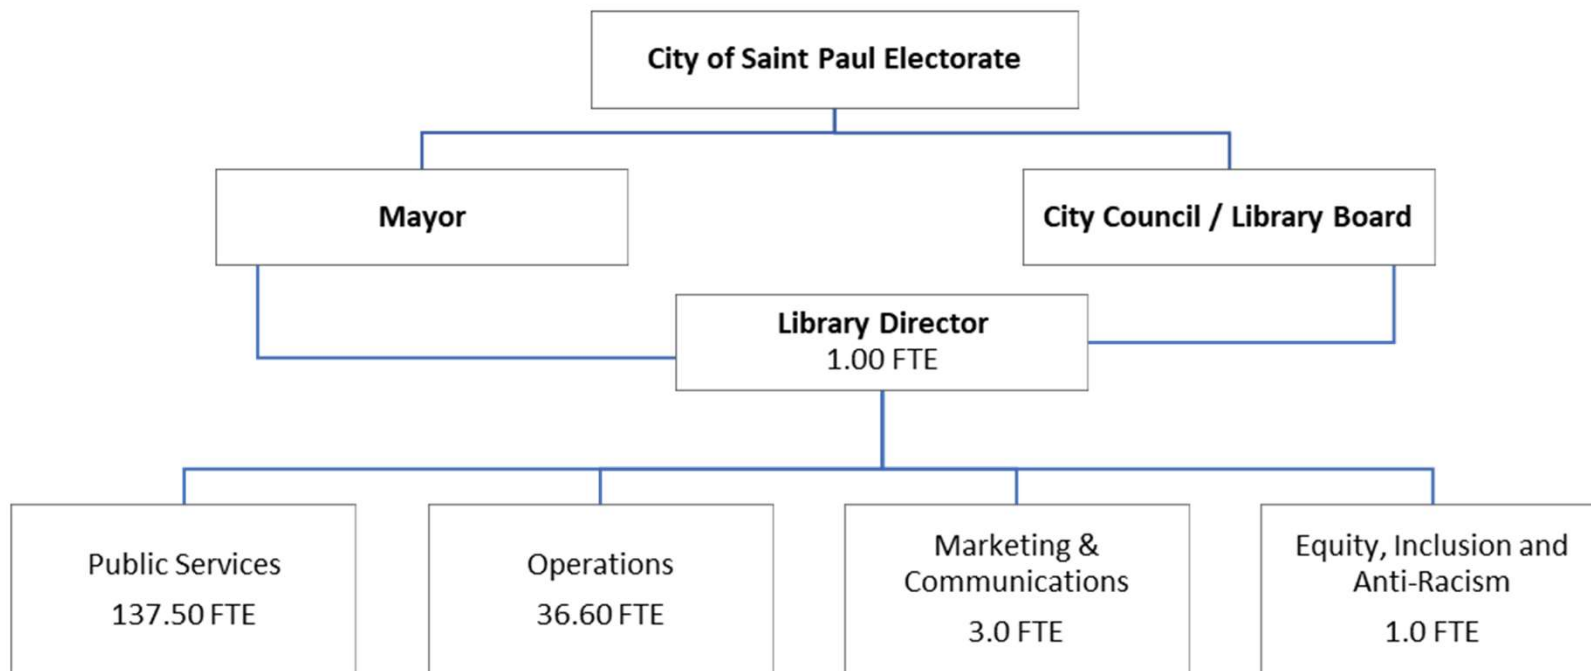 City of Saint Paul Electorate
Mayor
City Council / Library Board
Library Director
1.00 FTE
Public Services
137.50 FTE
Operations
36.60 FTE
Marketing &
Communications
3.0 FTE
Equity, Inclusion and
Anti-Racism
1.0 FTE